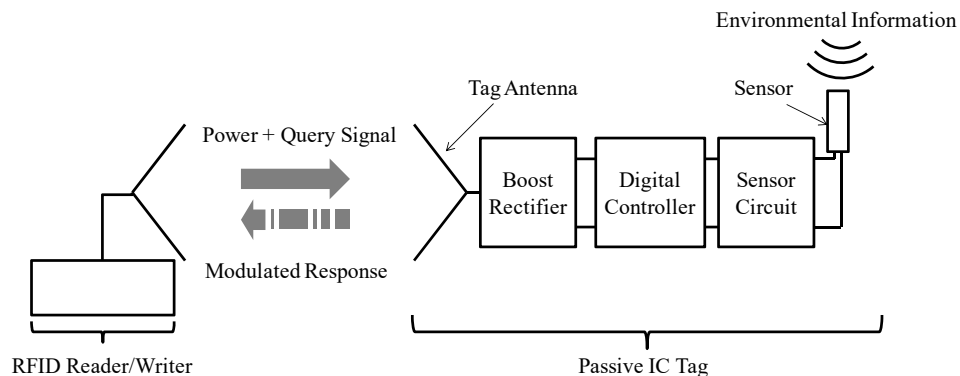 Environmental Information
Tag Antenna
Sensor
Power + Query Signal
Boost
Rectifier
Digital
Controller
Sensor
Circuit
Modulated Response
RFID Reader/Writer
Passive IC Tag